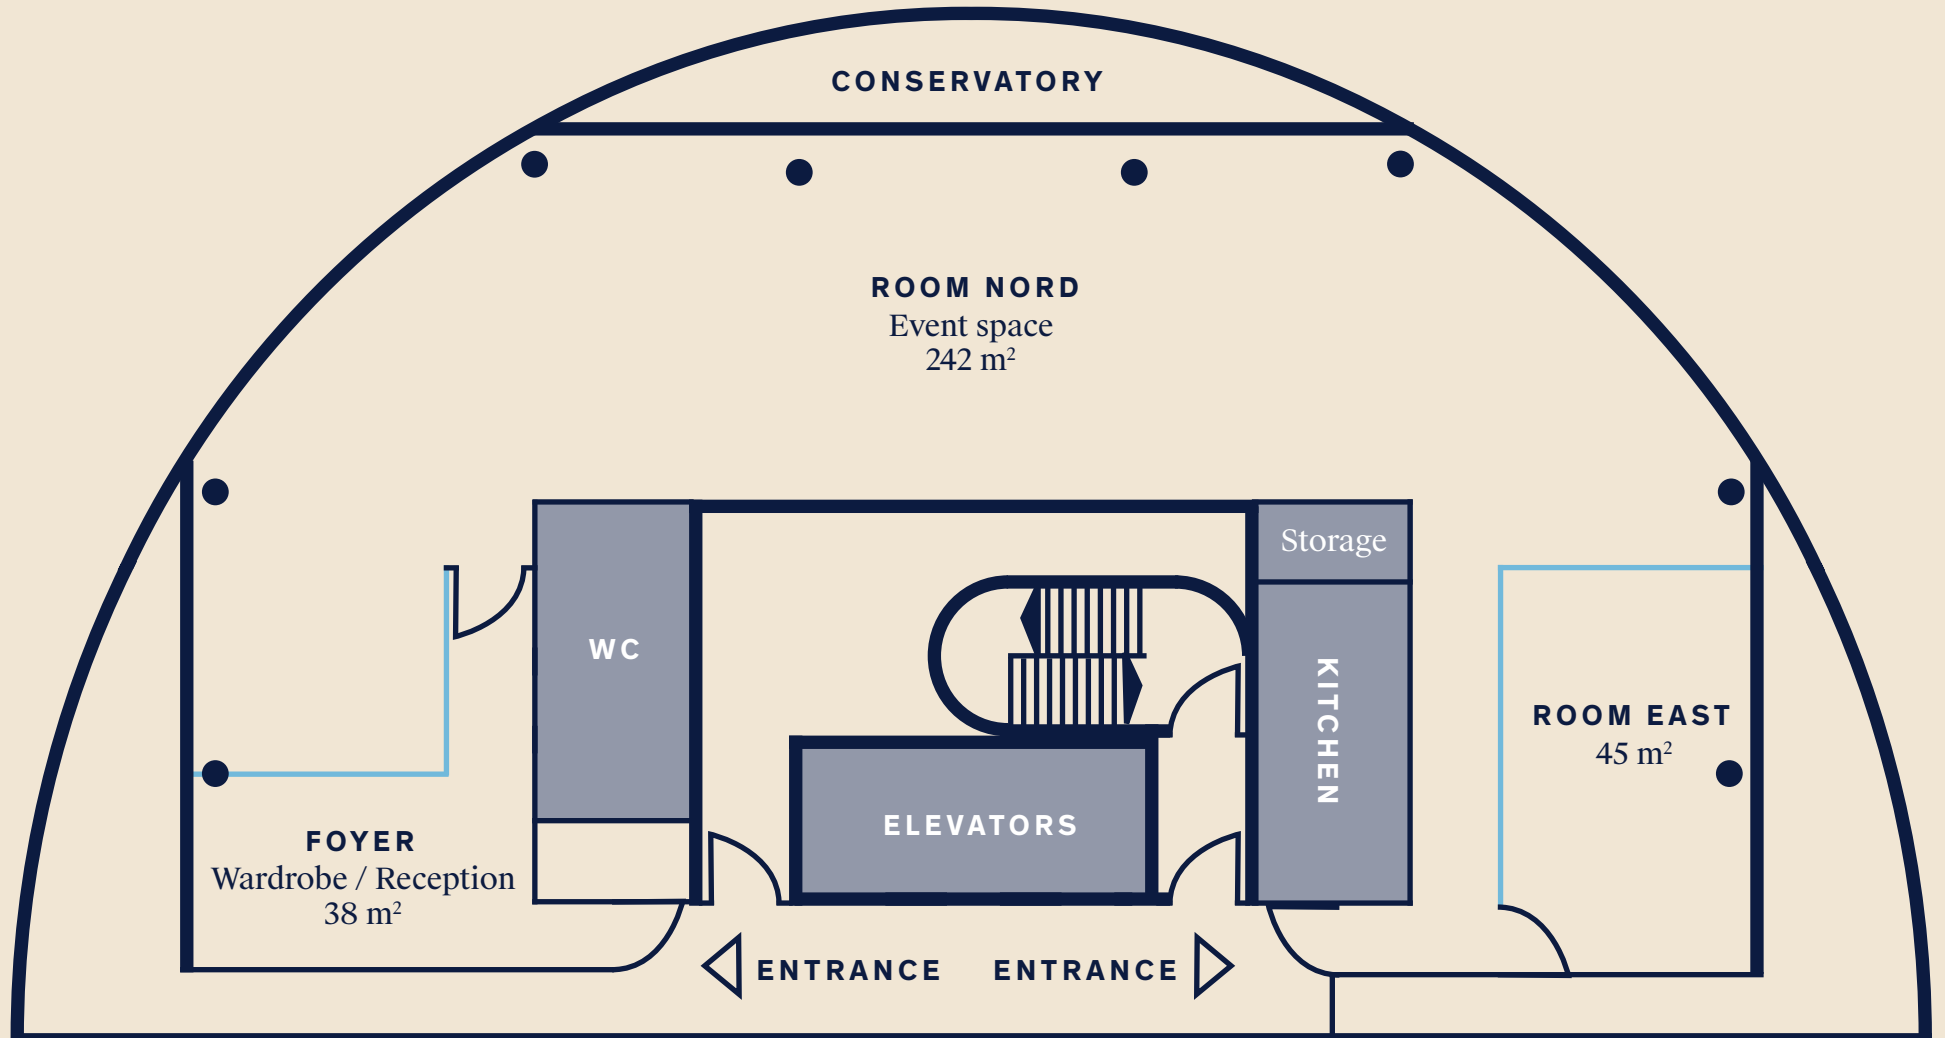 CONSERVATORY
ROOM NORD
Event space
242 m²
Storage
WC
KITCHEN
ROOM EAST
45 m²
ELEVATORS
FOYER
Wardrobe / Reception
38 m²
ENTRANCE
ENTRANCE